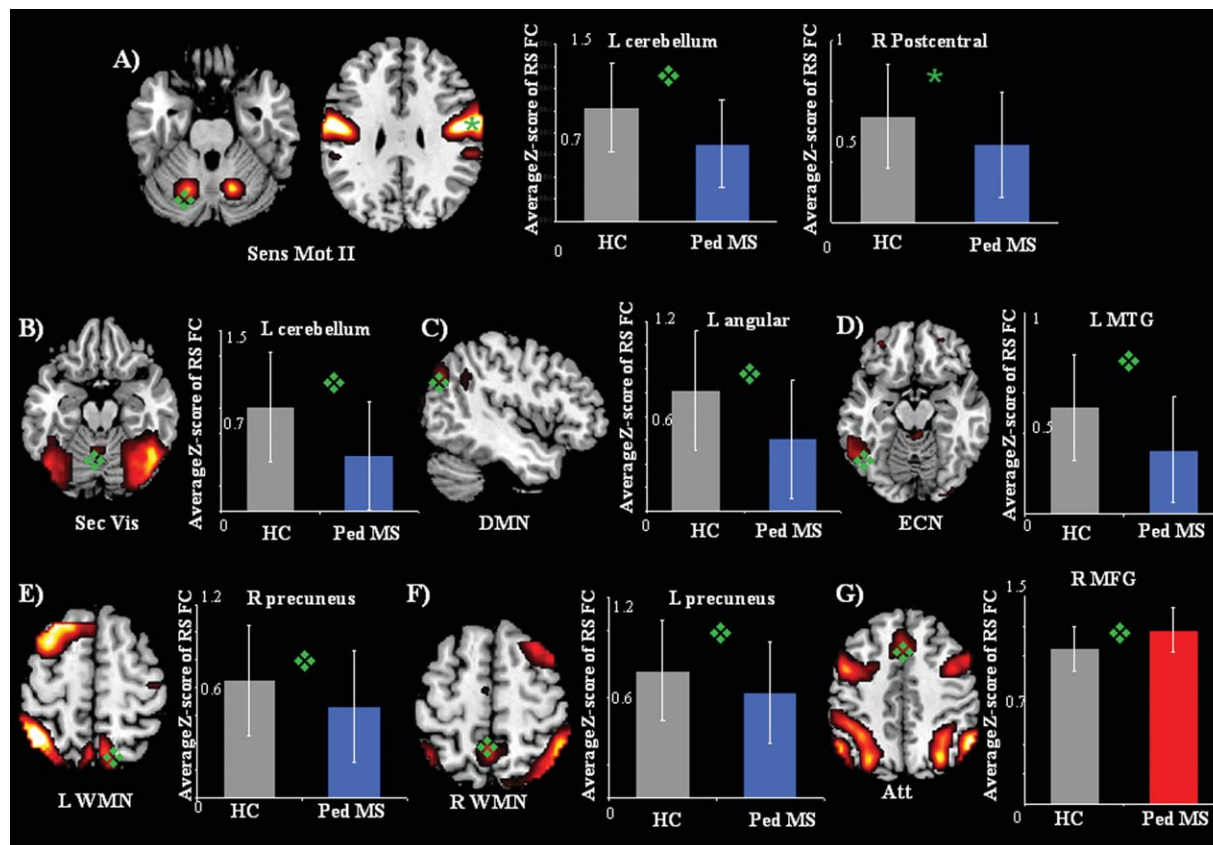 A)
Sens Mot II
Average Z-score of RS FC
1.5
L cerebellum
0.7
0
HC
Ped MS
Average Z-score of RS FC
1
R Postcentral
*
0.5
0
HC
Ped MS
*
B)
Sec Vis
Average Z-score of RS FC
1.5
L cerebellum
0.7
0
HC
Ped MS
C)
DMN
Average Z-score of RS FC
1.2
L angular
0.6
0
HC
Ped MS
D)
ECN
Average Z-score of RS FC
1
L MTG
0.5
0
HC
Ped MS
E)
L WMN
Average Z-score of RS FC
1.2
R precuneus
0.6
0
HC
Ped MS
F)
R WMN
Average Z-score of RS FC
1.2
L precuneus
0.6
0
HC
Ped MS
G)
Att
Average Z-score of RS FC
1.5
R MFG
0.7
0
HC
Ped MS